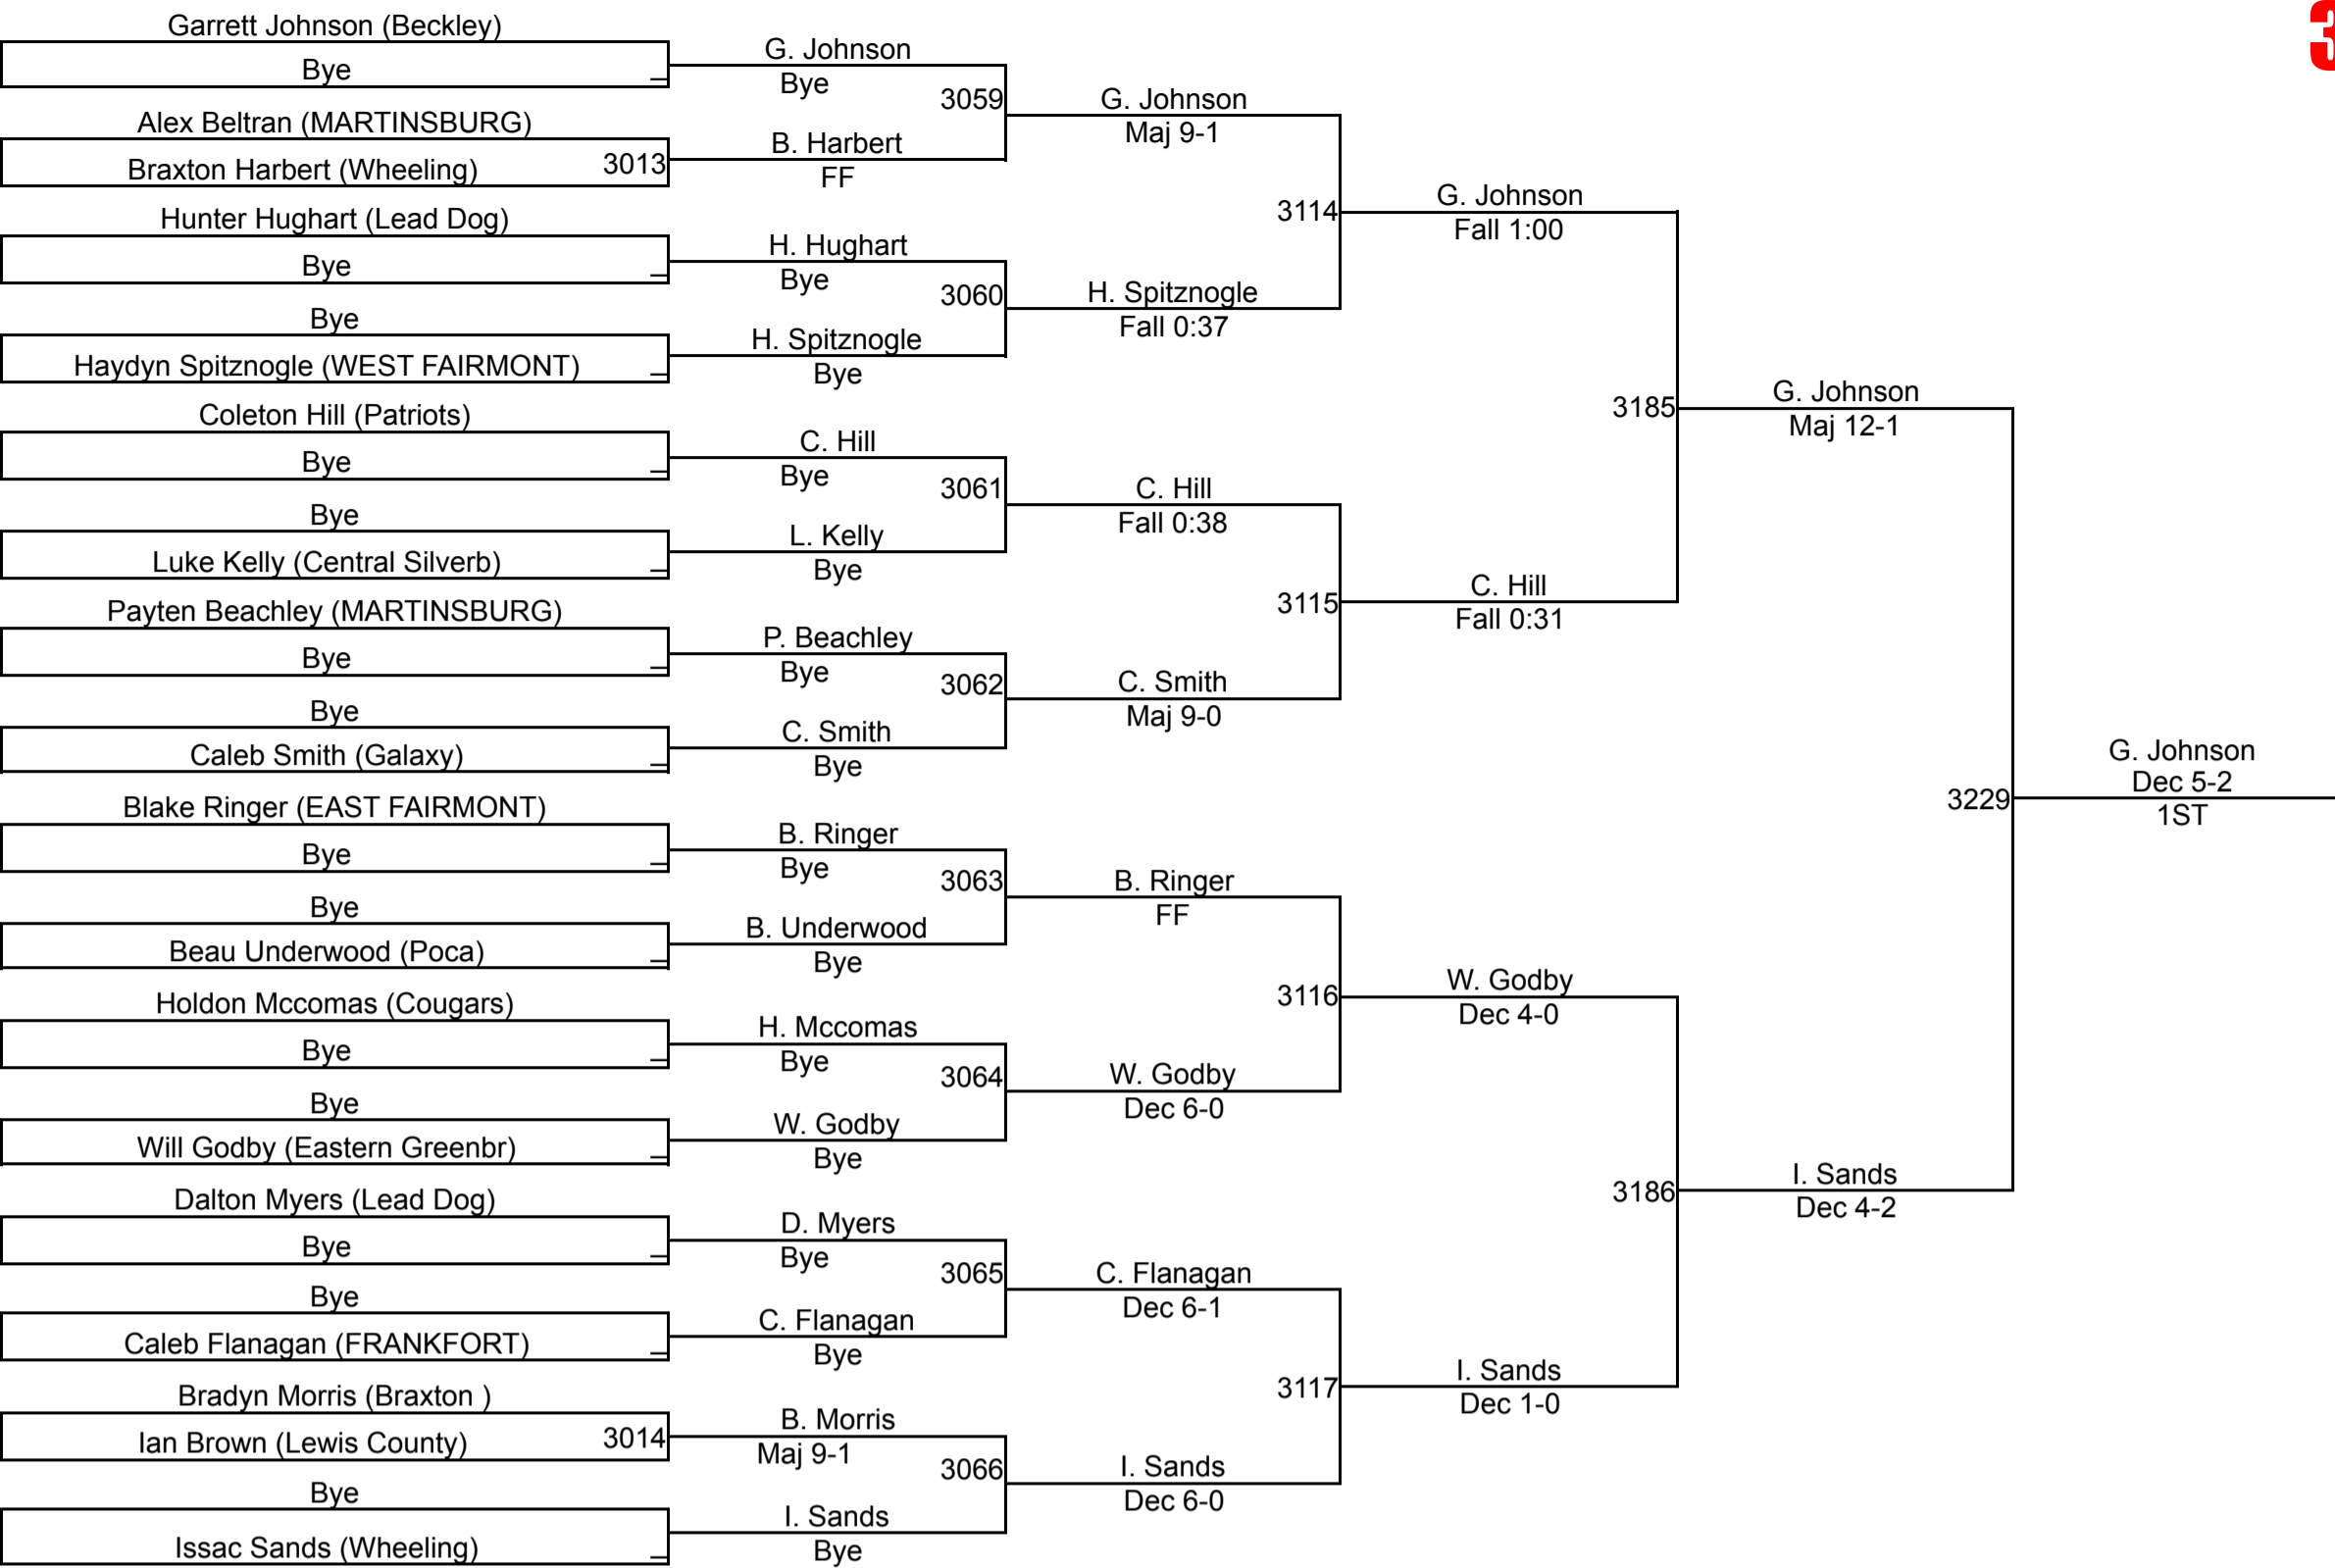 3
Garrett Johnson (Beckley)
Bye
Alex Beltran (MARTINSBURG)
Braxton Harbert (Wheeling) 3013
Hunter Hughart (Lead Dog)
Bye
Bye
Haydyn Spitznogle (WEST FAIRMONT)
Coleton Hill (Patriots)
Bye
Bye
Luke Kelly (Central Silverb)
Payten Beachley (MARTINSBURG)
Bye
Bye
Caleb Smith (Galaxy)
Blake Ringer (EAST FAIRMONT)
Bye
Bye
Beau Underwood (Poca)
Holdon Mccomas (Cougars)
Bye
Bye
Will Godby (Eastern Greenbr)
Dalton Myers (Lead Dog)
Bye
Bye
Caleb Flanagan (FRANKFORT)
Bradyn Morris (Braxton )
Ian Brown (Lewis County) 3014
Bye
Issac Sands (Wheeling)
G. Johnson
Bye
3059
B. Harbert
FF
H. Hughart
Bye
3060
H. Spitznogle
Bye
C. Hill
Bye
3061
L. Kelly
Bye
P. Beachley
Bye
3062
C. Smith
Bye
B. Ringer
Bye
3063
B. Underwood
Bye
H. Mccomas
Bye
3064
W. Godby
Bye
D. Myers
Bye
3065
C. Flanagan
Bye
B. Morris
Maj 9-1
3066
I. Sands
Bye
G. Johnson
Maj 9-1
3114
H. Spitznogle
Fall 0:37
C. Hill
Fall 0:38
3115
C. Smith
Maj 9-0
B. Ringer
FF
3116
W. Godby
Dec 6-0
C. Flanagan
Dec 6-1
3117
I. Sands
Dec 6-0
G. Johnson
Fall 1:00
3185
C. Hill
Fall 0:31
W. Godby
Dec 4-0
3186
I. Sands
Dec 1-0
G. Johnson
Maj 12-1
3229
I. Sands
Dec 4-2
G. Johnson
Dec 5-2
1ST